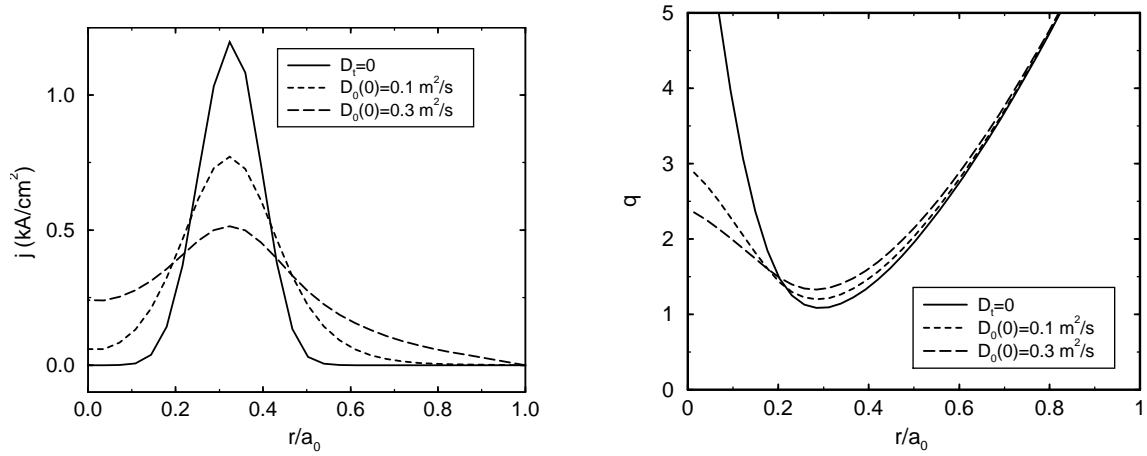 j (kA/cm²)
1.0
0.5
0.0
Dₜ=0
D₀(0)=0.1 m²/s
D₀(0)=0.3 m²/s
0.0 0.2 0.4 0.6 0.8 1.0
r/a₀
q
5
4
3
2
1
0
Dₜ=0
D₀(0)=0.1 m²/s
D₀(0)=0.3 m²/s
0 0.2 0.4 0.6 0.8 1
r/a₀